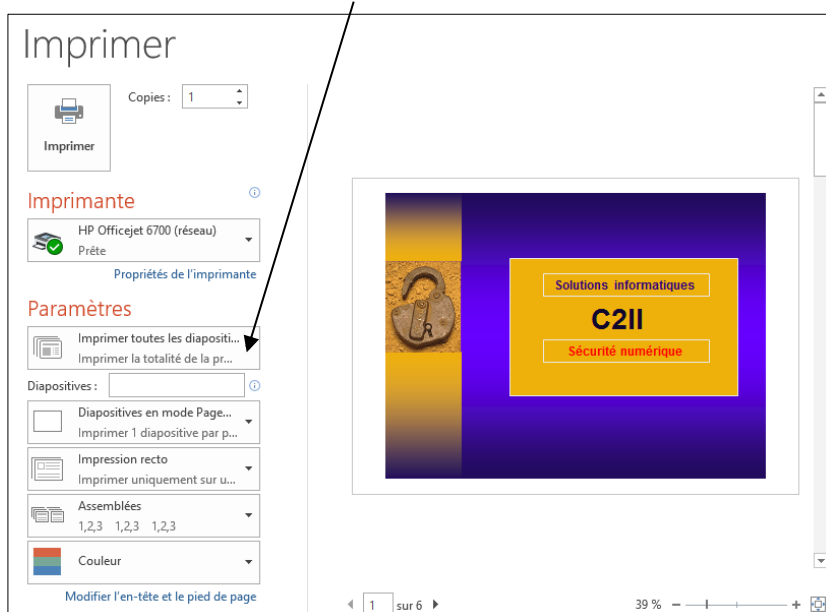 Imprimer
Copies : 1
Imprimer
Imprimante
HP Officejet 6700 (réseau)
Prête
Propriétés de l'imprimante
Paramètres
Imprimer toutes les diapositi...
Imprimer la totalité de la pr...
Diapositives :
Diapositives en mode Page...
Imprimer 1 diapositive par p...
Impression recto
Imprimer uniquement sur u...
Assemblées
1,2,3 1,2,3 1,2,3
Couleur
Modifier l'en-tête et le pied de page
Solutions informatiques
C2II
Sécurité numérique
1 sur 6
39 %